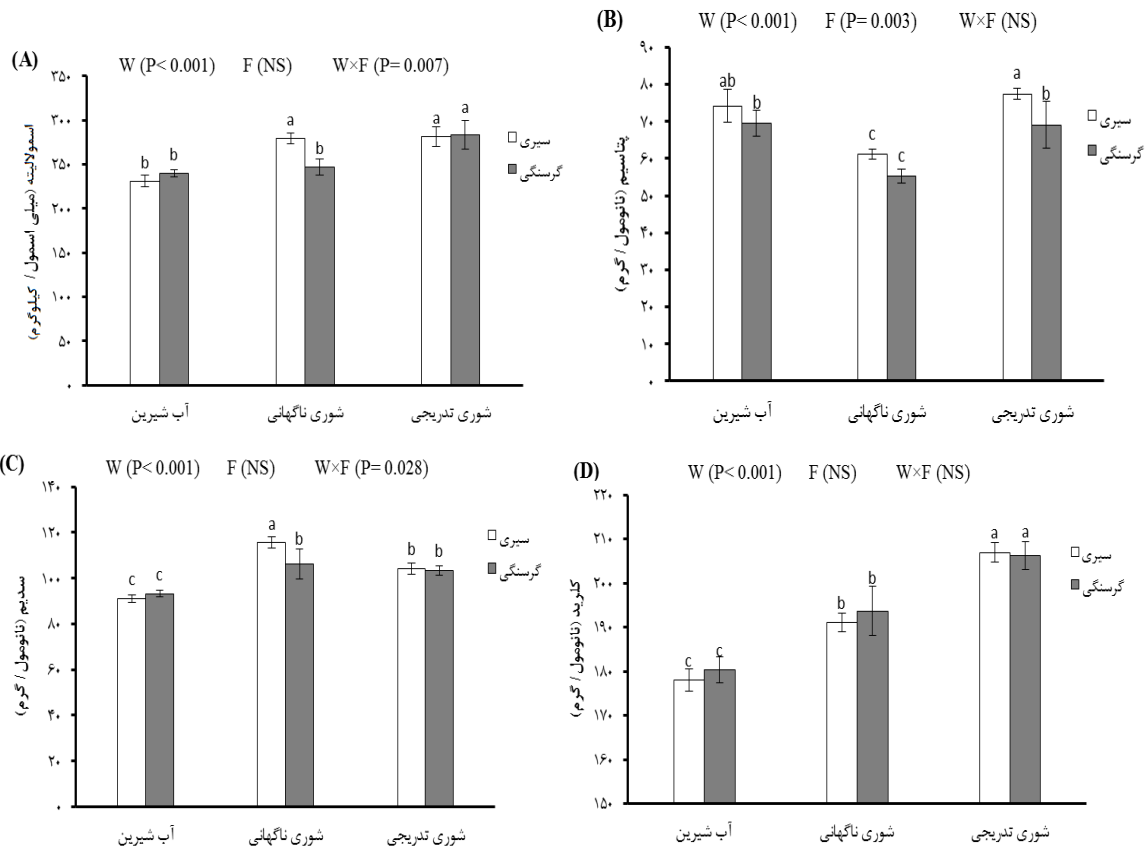 (A)
W (P< 0.001) F (NS) W×F (P= 0.007)
اسمولالیته (میلی اسمول / کیلوگرم)
۳۵۰
۳۰۰
۲۵۰
۲۰۰
۱۵۰
۱۰۰
۵۰
۰
b b a b a a
سیری
گرسنگی
آب شیرین شوری ناگهانی شوری تدریجی
(B)
W (P< 0.001) F (P= 0.003) W×F (NS)
پتاسیم (نانومول / گرم)
۹۰
۸۰
۷۰
۶۰
۵۰
۴۰
۳۰
۲۰
۱۰
۰
ab b c c a b
سیری
گرسنگی
آب شیرین شوری ناگهانی شوری تدریجی
(C)
W (P< 0.001) F (NS) W×F (P= 0.028)
سدیم (نانومول / گرم)
۱۴۰
۱۲۰
۱۰۰
۸۰
۶۰
۴۰
۲۰
۰
c c a b b b
سیری
گرسنگی
آب شیرین شوری ناگهانی شوری تدریجی
(D)
W (P< 0.001) F (NS) W×F (NS)
کلرید (نانومول / گرم)
۲۲۰
۲۱۰
۲۰۰
۱۹۰
۱۸۰
۱۷۰
۱۶۰
۱۵۰
c c b b a a
سیری
گرسنگی
آب شیرین شوری ناگهانی شوری تدریجی